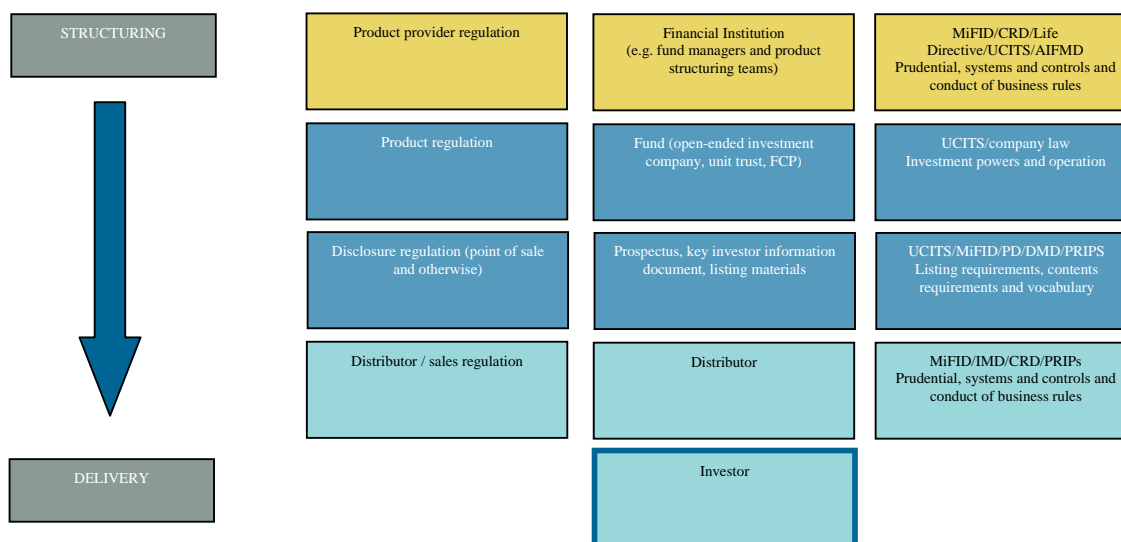 STRUCTURING
Product provider regulation
Financial Institution
(e.g. fund managers and product
structuring teams)
MiFID/CRD/Life
Directive/UCITS/AIFMD
Prudential, systems and controls and
conduct of business rules
Product regulation
Fund (open-ended investment
company, unit trust, FCP)
UCITS/company law
Investment powers and operation
Disclosure regulation (point of sale
and otherwise)
Prospectus, key investor information
document, listing materials
UCITS/MiFID/PD/DMD/PRIPS
Listing requirements, contents
requirements and vocabulary
Distributor / sales regulation
Distributor
MiFID/IMD/CRD/PRIPs
Prudential, systems and controls and
conduct of business rules
DELIVERY
Investor